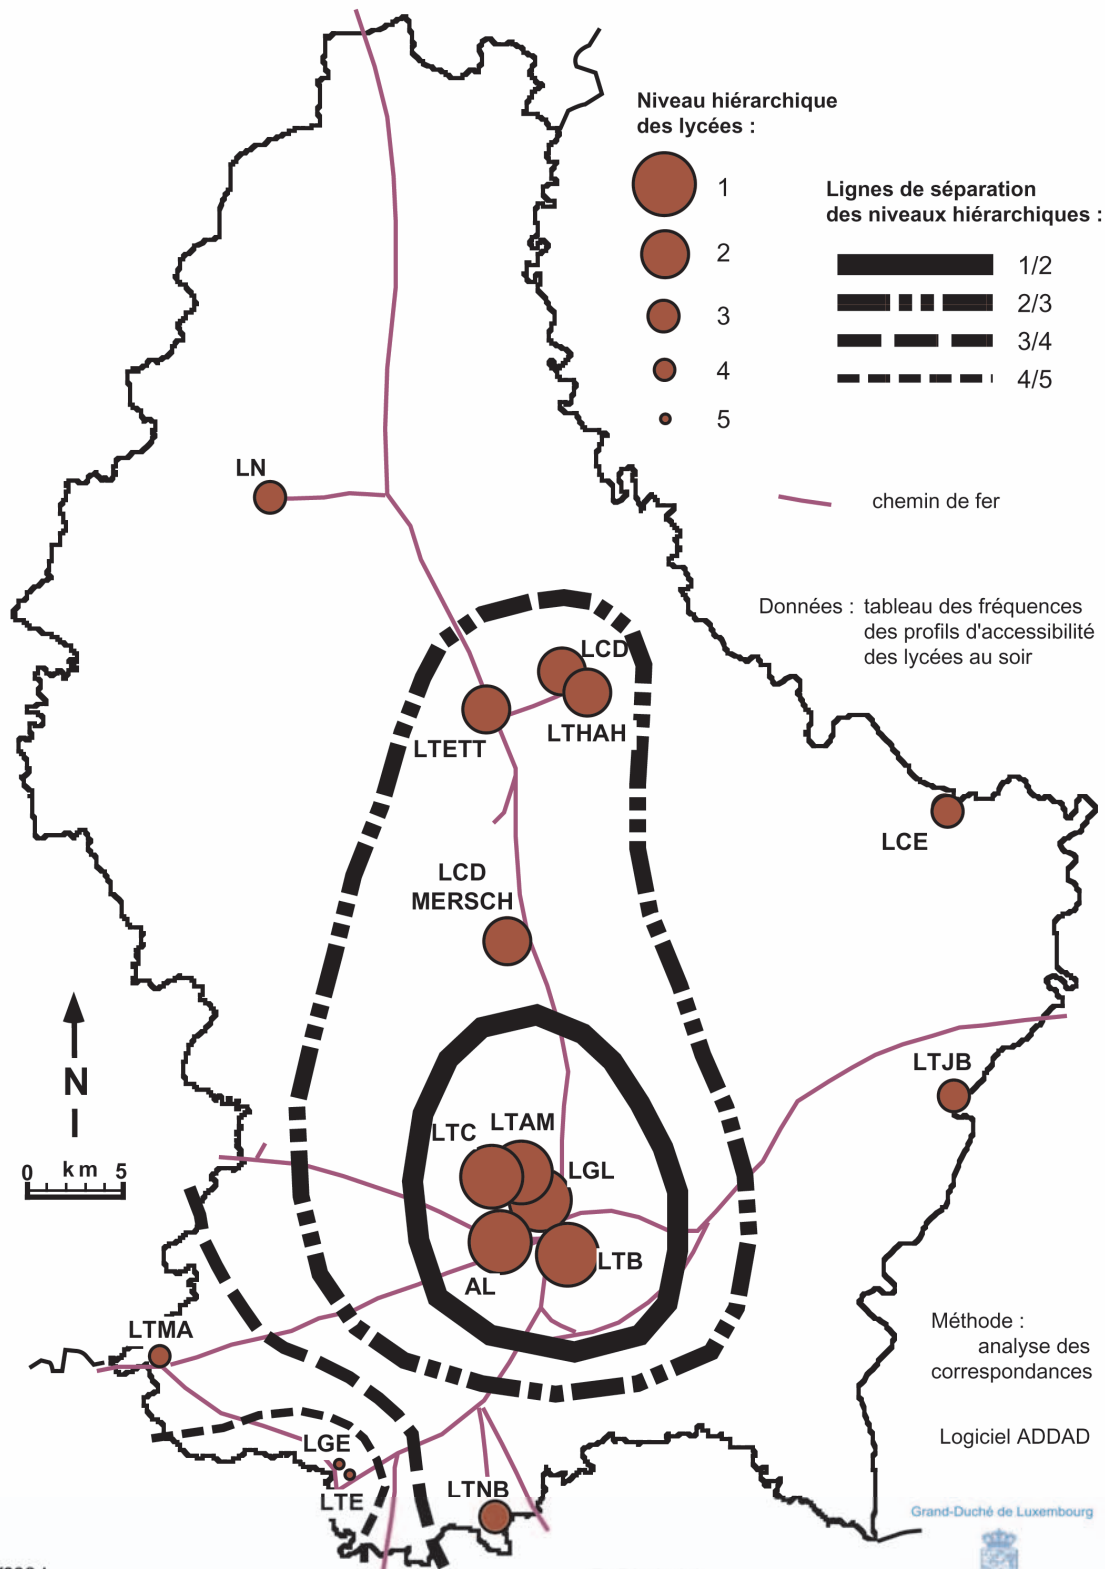 Niveau hiérarchique
des lycées :
1
2
3
4
5
Lignes de séparation
des niveaux hiérarchiques :
1/2
2/3
3/4
4/5
chemin de fer
Données : tableau des fréquences
des profils d'accessibilité
des lycées au soir
LN
LCD
LTHAH
LTETT
LCE
LCD
MERSCH
N
0 km 5
LTJB
LTC
LTAM
LGL
LTB
AL
LTMA
LGE
LTE
LTNB
Méthode :
analyse des
correspondances
Logiciel ADDAD
Grand-Duché de Luxembourg